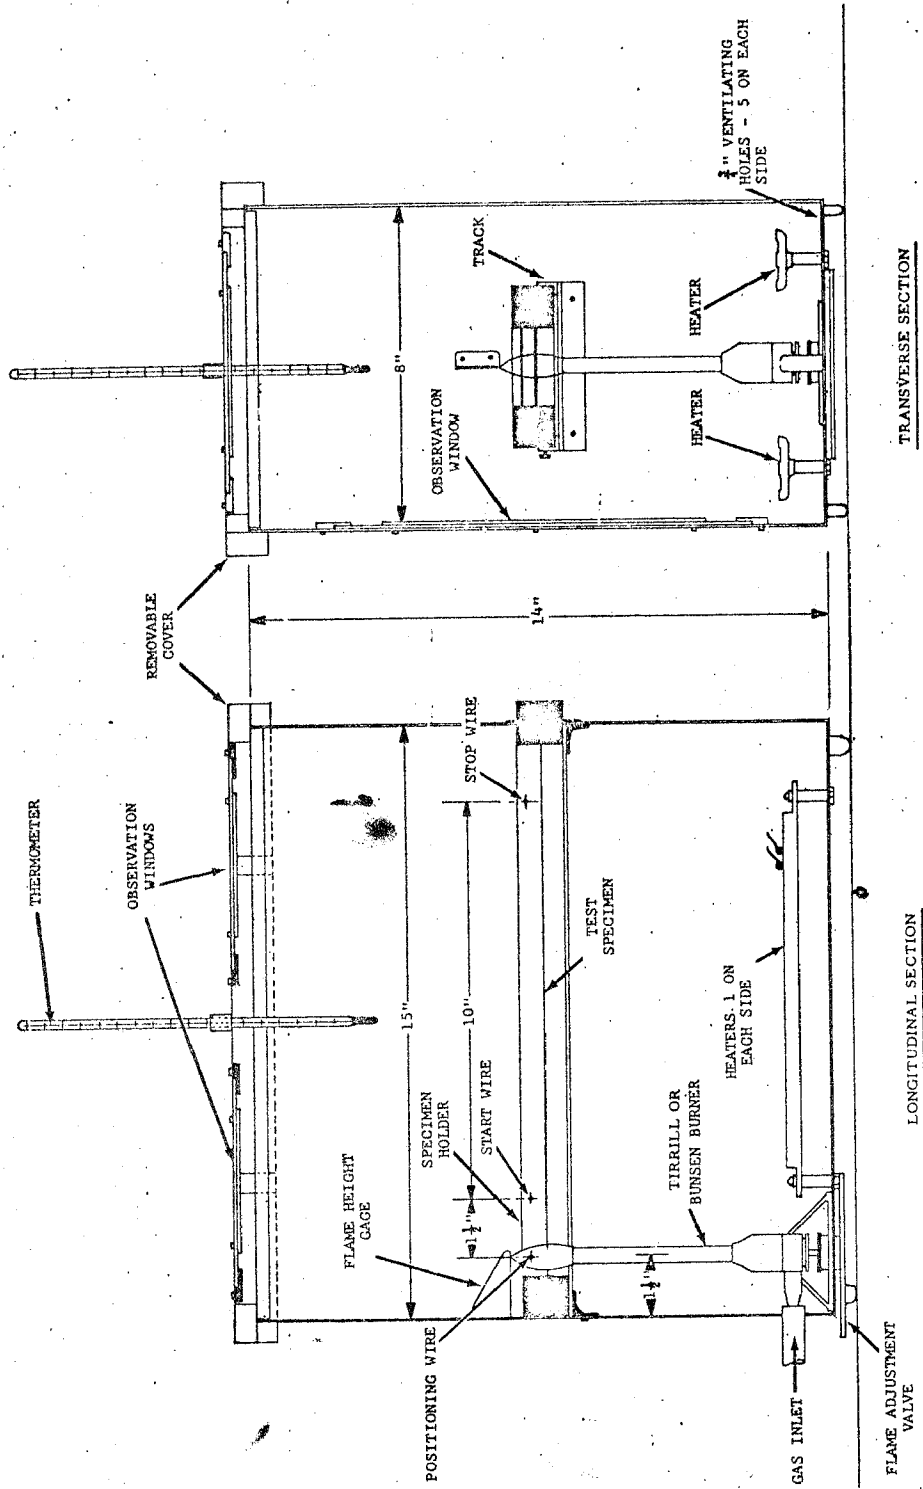 THERMOMETER
OBSERVATION
WINDOWS
REMOVABLE
COVER
15"
10"
1½"
FLAME HEIGHT
GAGE
SPECIMEN
HOLDER
START WIRE
STOP WIRE
POSITIONING WIRE
TEST
SPECIMEN
14"
TIRRILL OR
BUNSEN BURNER
1½"
HEATERS 1 ON
EACH SIDE
GAS INLET
FLAME ADJUSTMENT
VALVE
LONGITUDINAL SECTION
8"
OBSERVATION
WINDOW
TRACK
HEATER
HEATER
¾" VENTILATING
HOLES - 5 ON EACH
SIDE
TRANSVERSE SECTION